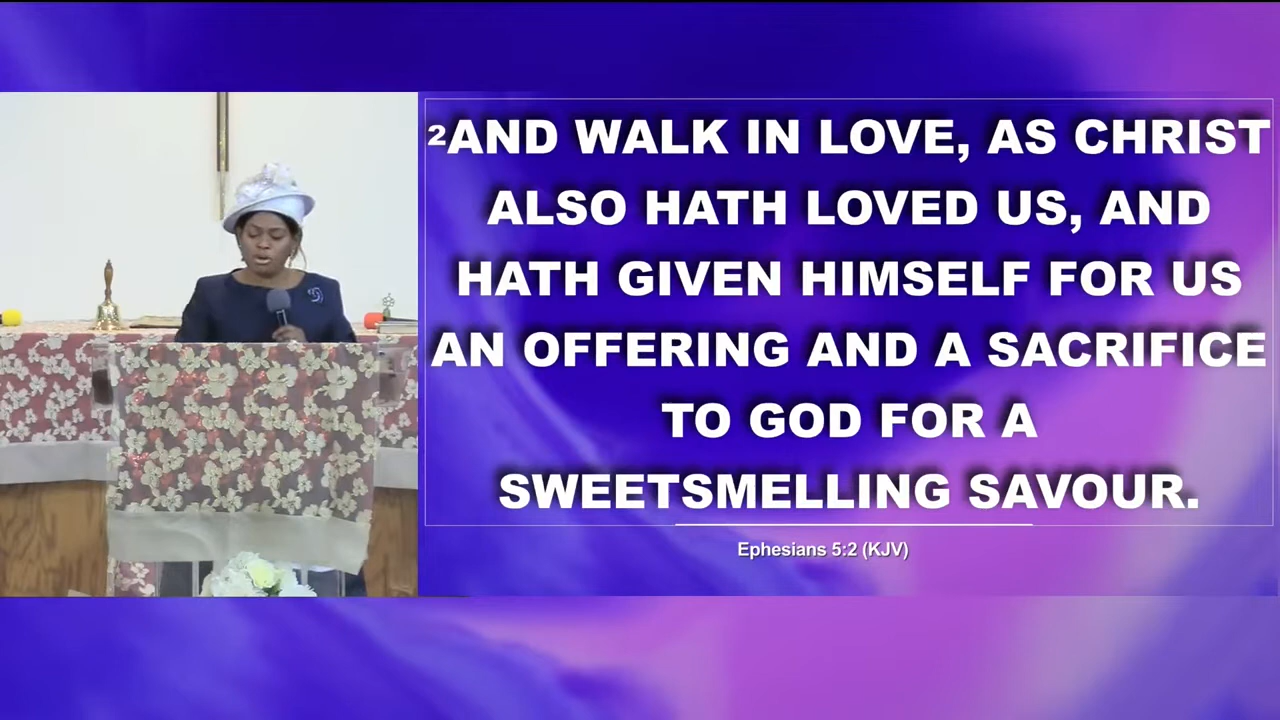 ²AND WALK IN LOVE, AS CHRIST
ALSO HATH LOVED US, AND
HATH GIVEN HIMSELF FOR US
AN OFFERING AND A SACRIFICE
TO GOD FOR A
SWEETSMELLING SAVOUR.
Ephesians 5:2 (KJV)